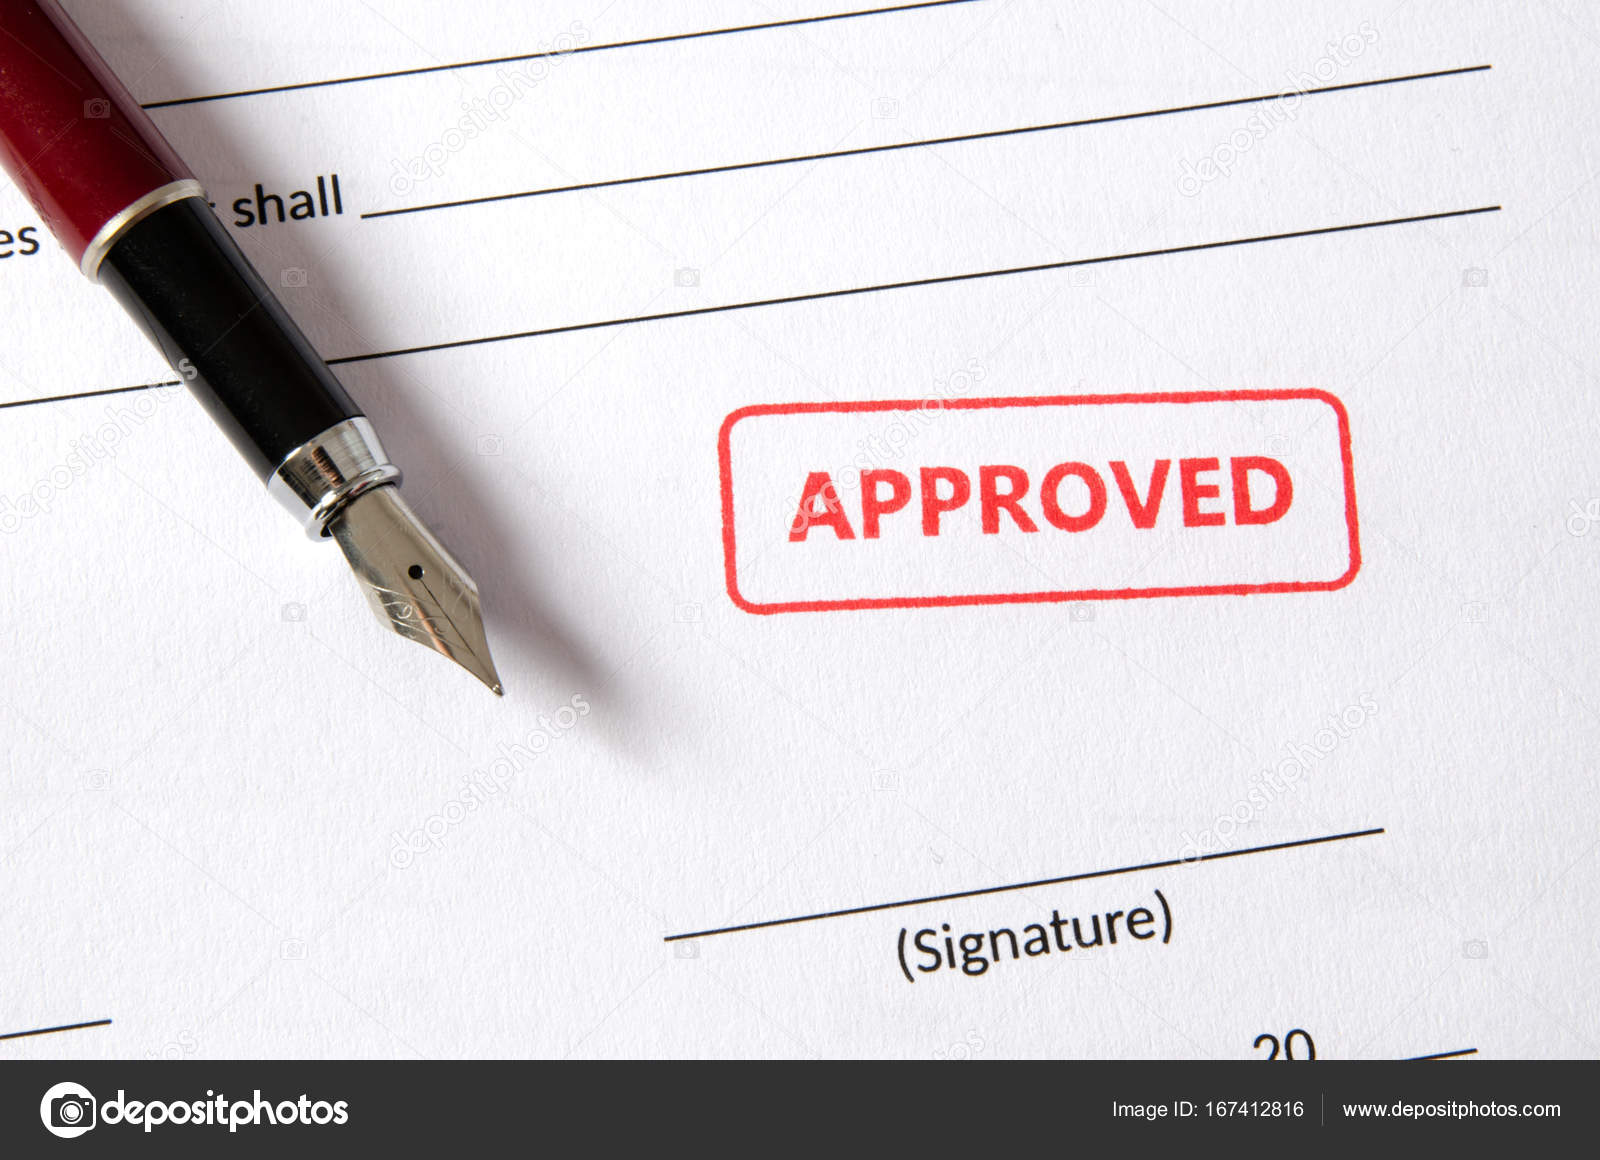 es
shall
APPROVED
(Signature)
20
depositphotos
Image ID: 167412816
www.depositphotos.com